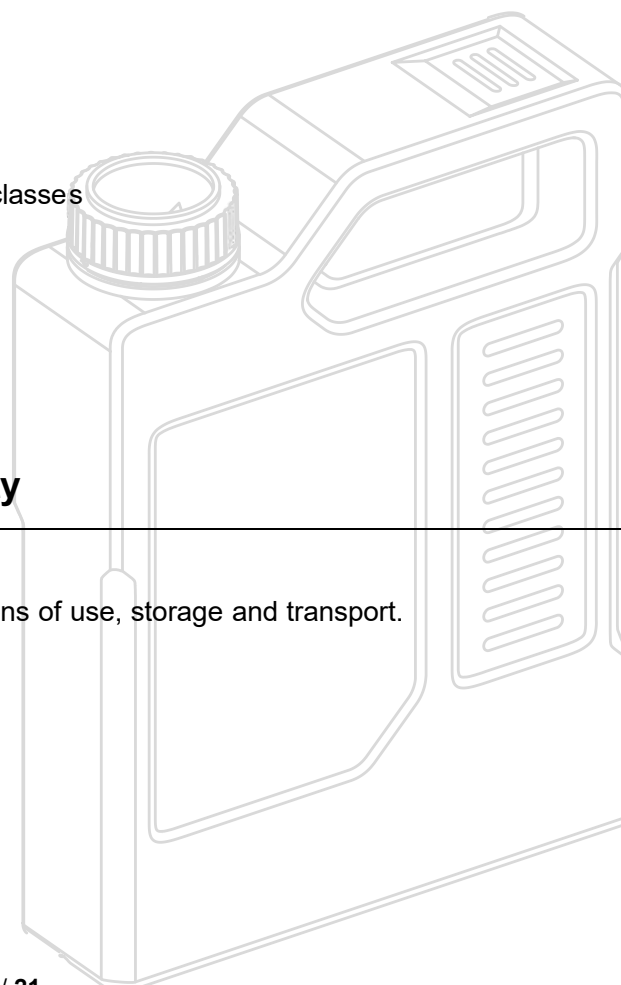 classes
y
ns of use, storage and transport.
/ 21